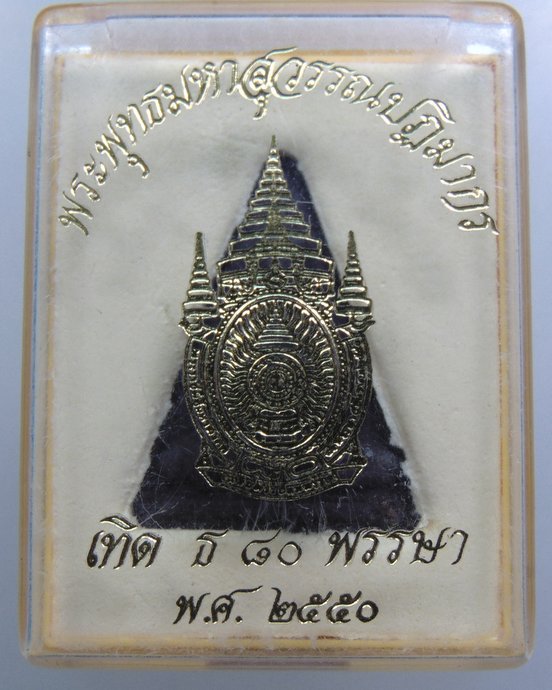 พระพุทธมหาสุวรรณปฏิมากร
เทิด ธ ๘๐ พรรษา
พ.ศ. ๒๕๕๐